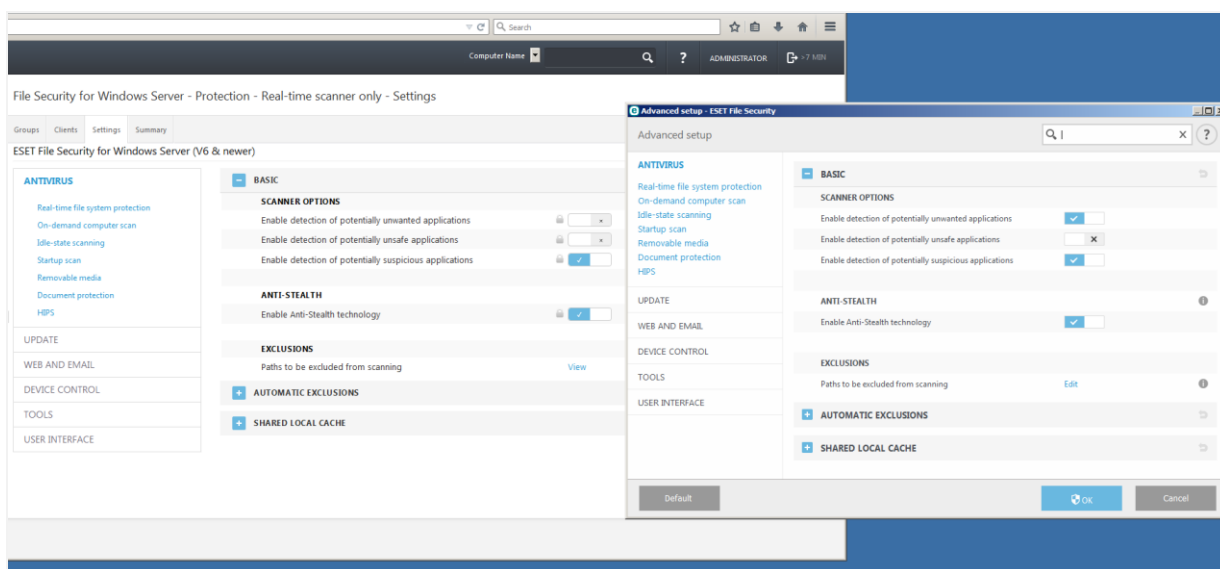 Search
Computer Name
?
ADMINISTRATOR
>7 MIN
File Security for Windows Server - Protection - Real-time scanner only - Settings
Groups Clients Settings Summary
ESET File Security for Windows Server (V6 & newer)
ANTIVIRUS
Real-time file system protection
On-demand computer scan
Idle-state scanning
Startup scan
Removable media
Document protection
HIPS
UPDATE
WEB AND EMAIL
DEVICE CONTROL
TOOLS
USER INTERFACE
BASIC
SCANNER OPTIONS
Enable detection of potentially unwanted applications
Enable detection of potentially unsafe applications
Enable detection of potentially suspicious applications
ANTI-STEALTH
Enable Anti-Stealth technology
EXCLUSIONS
Paths to be excluded from scanning View
AUTOMATIC EXCLUSIONS
SHARED LOCAL CACHE
Advanced setup - ESET File Security
Advanced setup
?
ANTIVIRUS
Real-time file system protection
On-demand computer scan
Idle-state scanning
Startup scan
Removable media
Document protection
HIPS
UPDATE
WEB AND EMAIL
DEVICE CONTROL
TOOLS
USER INTERFACE
BASIC
SCANNER OPTIONS
Enable detection of potentially unwanted applications
Enable detection of potentially unsafe applications
Enable detection of potentially suspicious applications
ANTI-STEALTH
Enable Anti-Stealth technology
EXCLUSIONS
Paths to be excluded from scanning Edit
AUTOMATIC EXCLUSIONS
SHARED LOCAL CACHE
Default
OK
Cancel